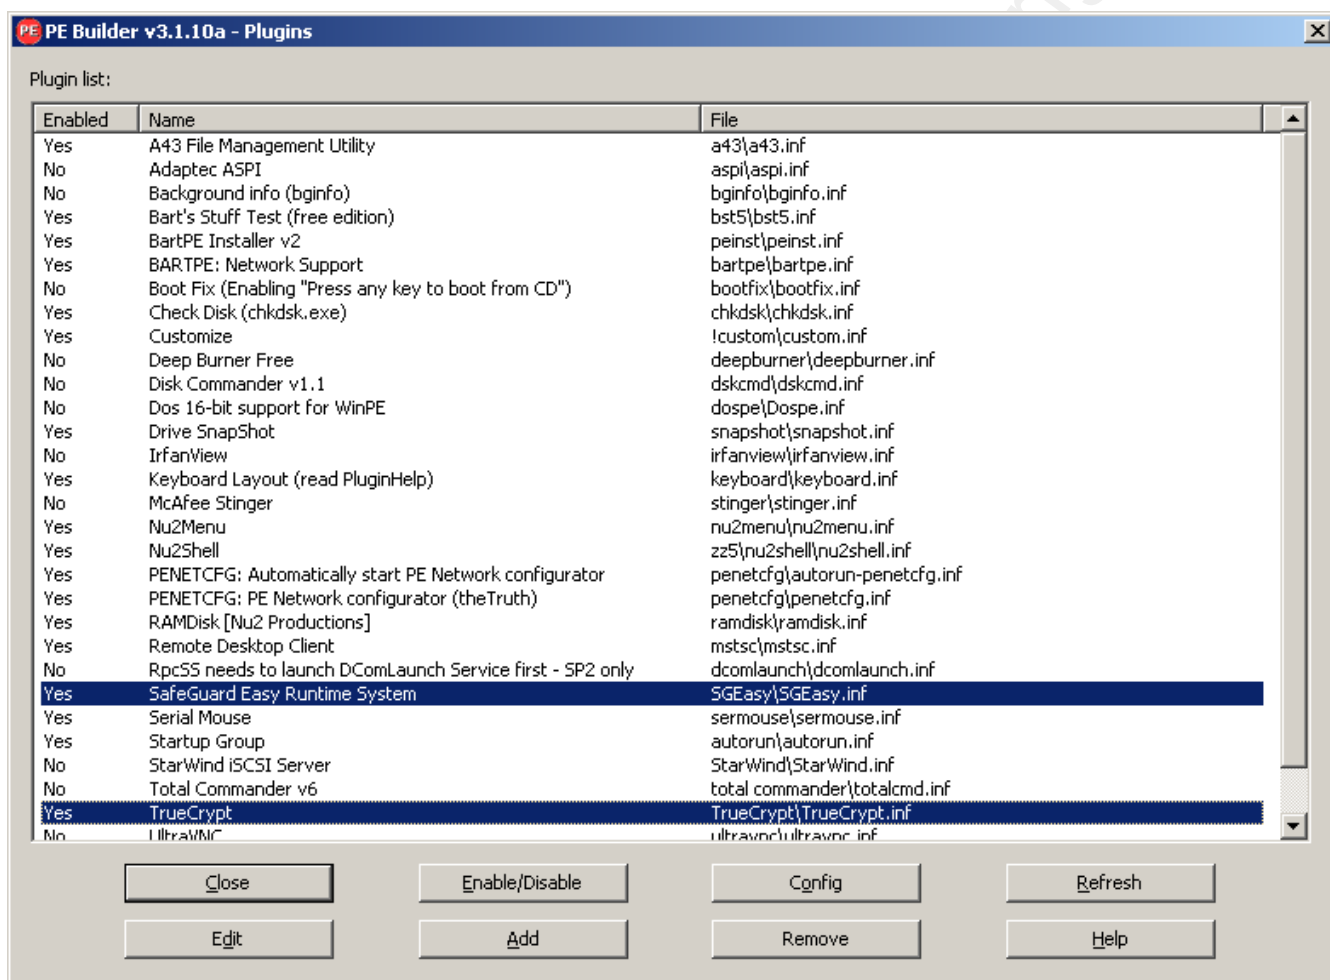 PE PE Builder v3.1.10a - Plugins
Plugin list:
Enabled Name File
Yes A43 File Management Utility a43\a43.inf
No Adaptec ASPI aspi\aspi.inf
No Background info (bginfo) bginfo\bginfo.inf
Yes Bart's Stuff Test (free edition) bst5\bst5.inf
Yes BartPE Installer v2 peinst\peinst.inf
Yes BARTPE: Network Support bartpe\bartpe.inf
No Boot Fix (Enabling "Press any key to boot from CD") bootfix\bootfix.inf
Yes Check Disk (chkdsk.exe) chkdsk\chkdsk.inf
Yes Customize !custom\custom.inf
No Deep Burner Free deepburner\deepburner.inf
No Disk Commander v1.1 dskcmd\dskcmd.inf
No Dos 16-bit support for WinPE dospe\Dospe.inf
Yes Drive SnapShot snapshot\snapshot.inf
No IrfanView irfanview\irfanview.inf
Yes Keyboard Layout (read PluginHelp) keyboard\keyboard.inf
No McAfee Stinger stinger\stinger.inf
Yes Nu2Menu nu2menu\nu2menu.inf
Yes Nu2Shell zz5\nu2shell\nu2shell.inf
Yes PENETCFG: Automatically start PE Network configurator penetcfg\autorun-penetcfg.inf
Yes PENETCFG: PE Network configurator (theTruth) penetcfg\penetcfg.inf
Yes RAMDisk [Nu2 Productions] ramdisk\ramdisk.inf
Yes Remote Desktop Client mstsc\mstsc.inf
No RpcSS needs to launch DComLaunch Service first - SP2 only dcomlaunch\dcomlaunch.inf
Yes SafeGuard Easy Runtime System SGEasy\SGEasy.inf
Yes Serial Mouse sermouse\sermouse.inf
Yes Startup Group autorun\autorun.inf
No StarWind iSCSI Server StarWind\StarWind.inf
No Total Commander v6 total commander\totalcmd.inf
Yes TrueCrypt TrueCrypt\TrueCrypt.inf
No UltraVNC ultravnc\ultravnc.inf
Close Enable/Disable Config Refresh
Edit Add Remove Help